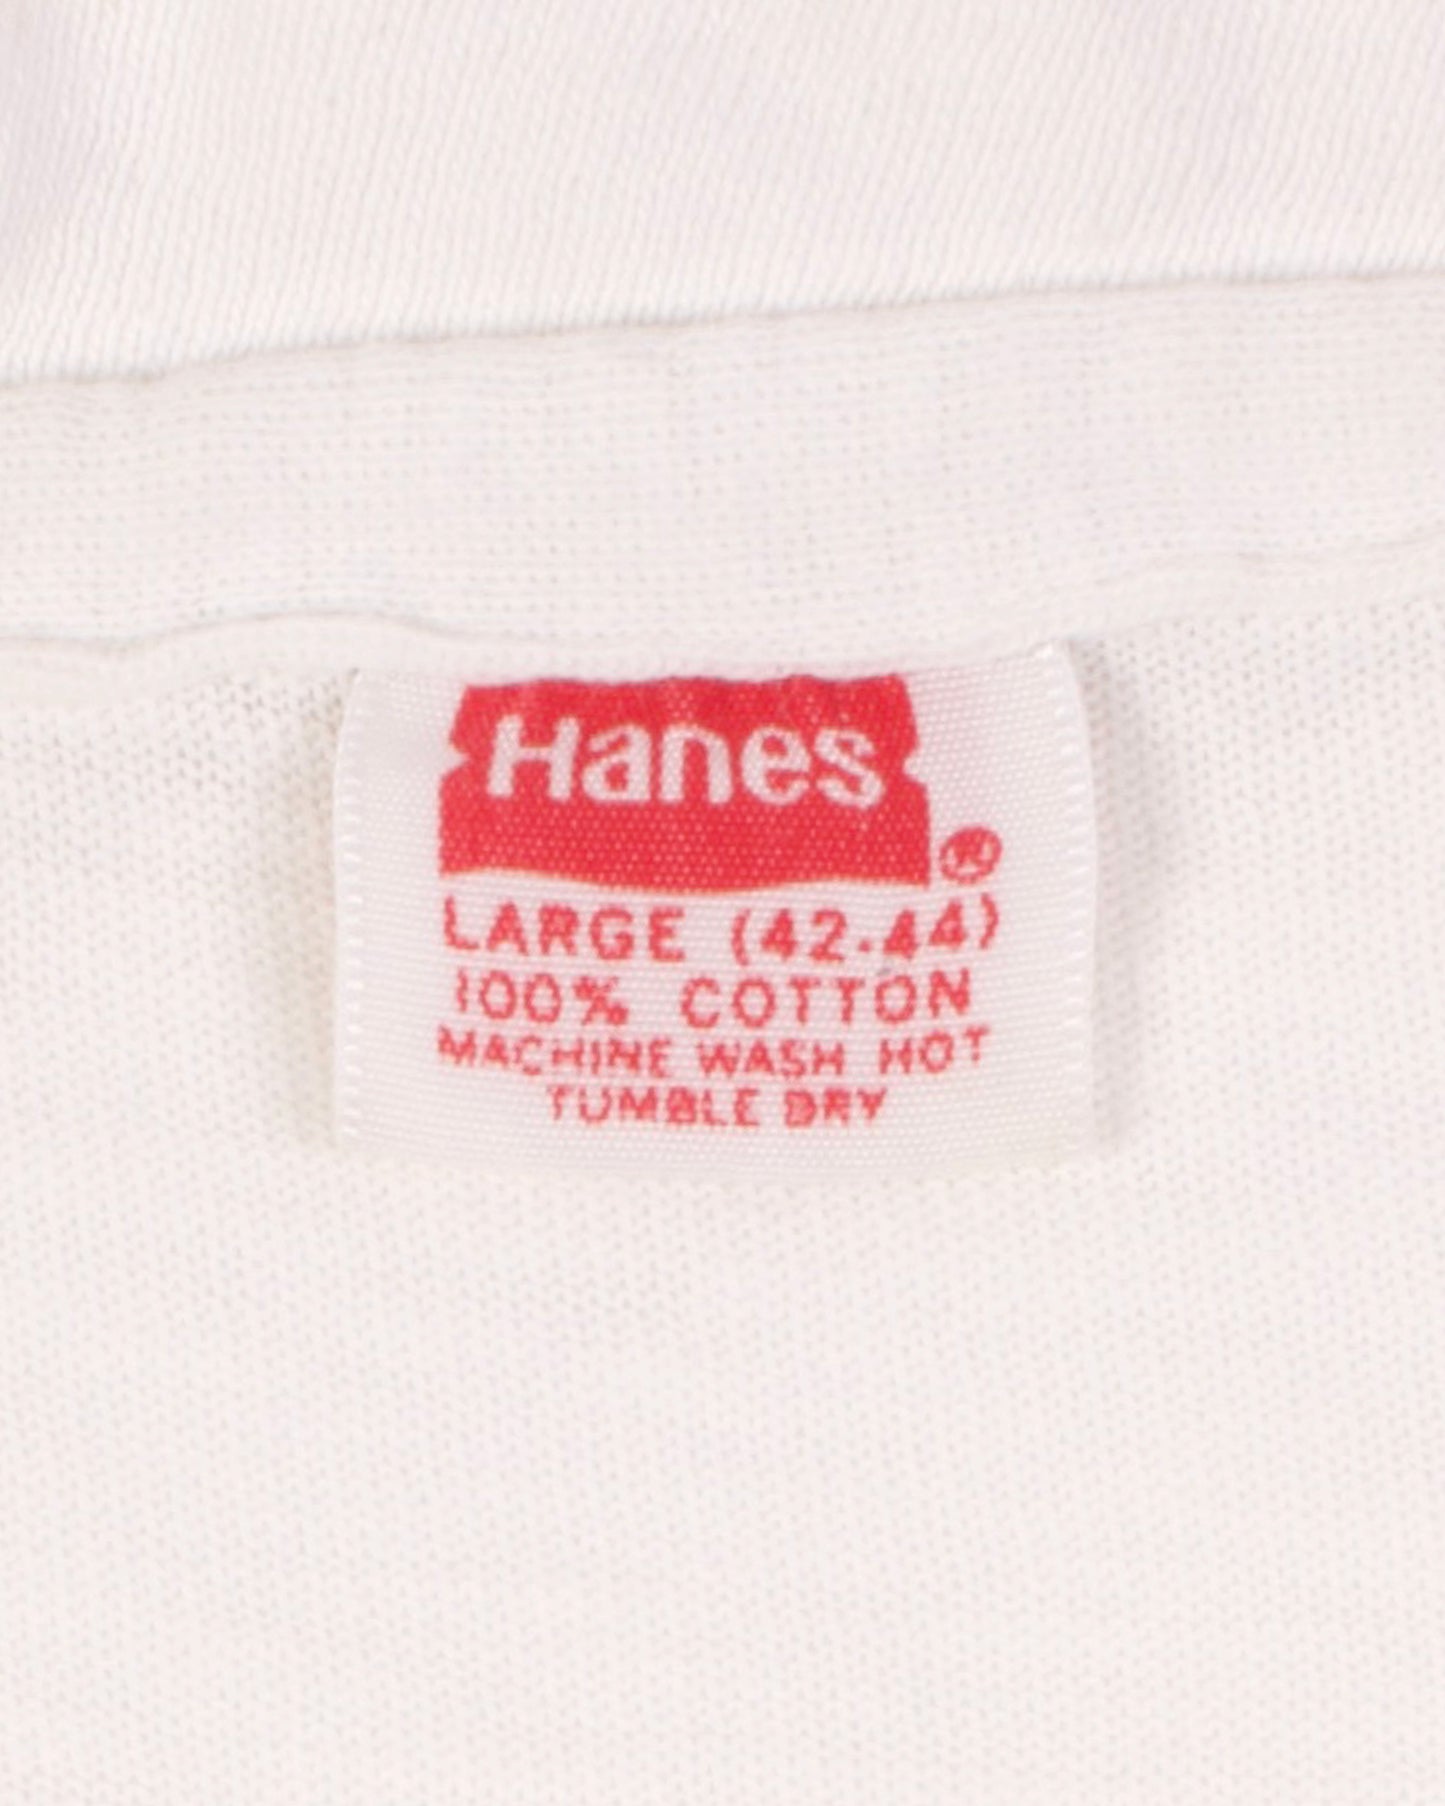 Hanes ®
LARGE (42-44)
100% COTTON
MACHINE WASH HOT
TUMBLE DRY